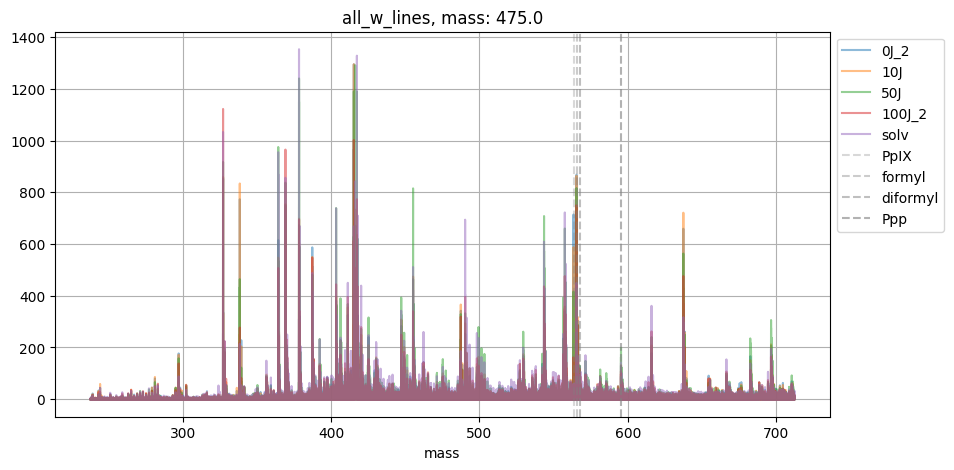 all_w_lines, mass: 475.0
1400
1200
1000
800
600
400
200
0
300
400
500
600
700
mass
0J_2
10J
50J
100J_2
solv
PpIX
formyl
diformyl
Ppp